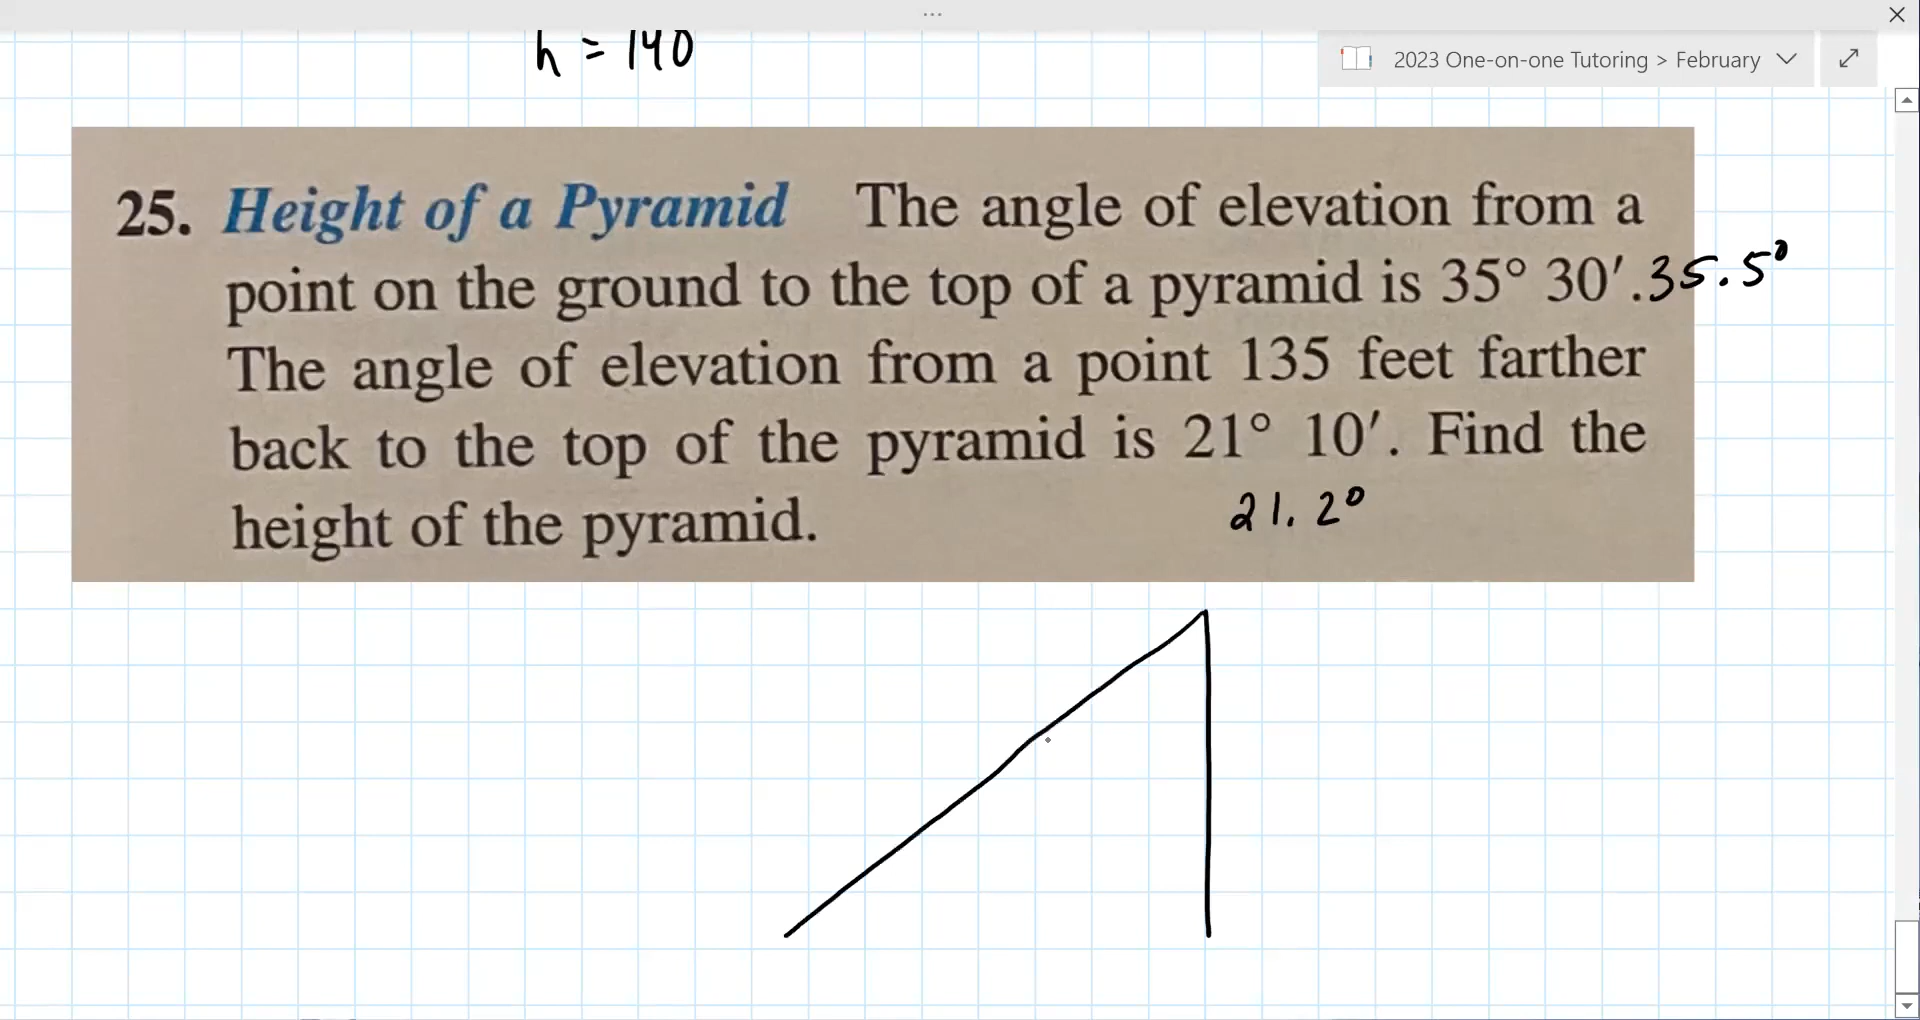 ...
h = 140
2023 One-on-one Tutoring > February
25. Height of a Pyramid The angle of elevation from a
point on the ground to the top of a pyramid is 35° 30′. 35.5°
The angle of elevation from a point 135 feet farther
back to the top of the pyramid is 21° 10′. Find the
height of the pyramid. 21.2°